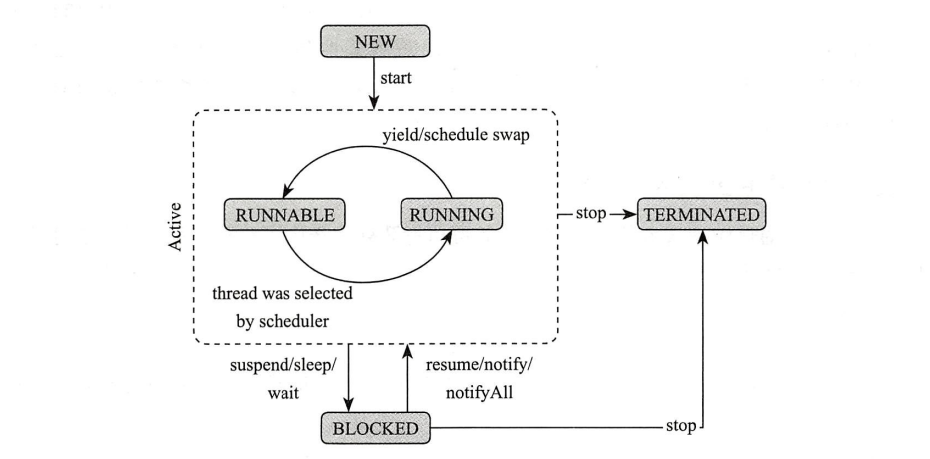 NEW
start
yield/schedule swap
RUNNABLE
RUNNING
stop
TERMINATED
Active
thread was selected
by scheduler
suspend/sleep/
wait
resume/notify/
notifyAll
BLOCKED
stop